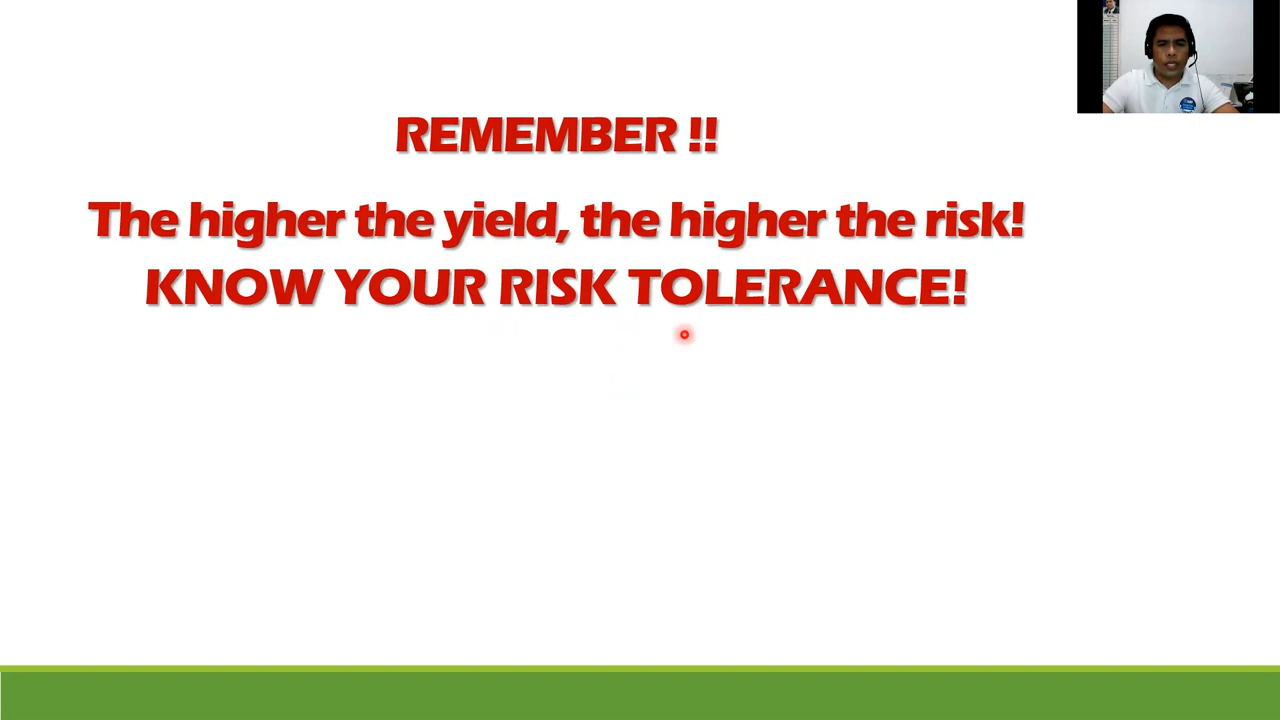 REMEMBER !!
The higher the yield, the higher the risk!
KNOW YOUR RISK TOLERANCE!